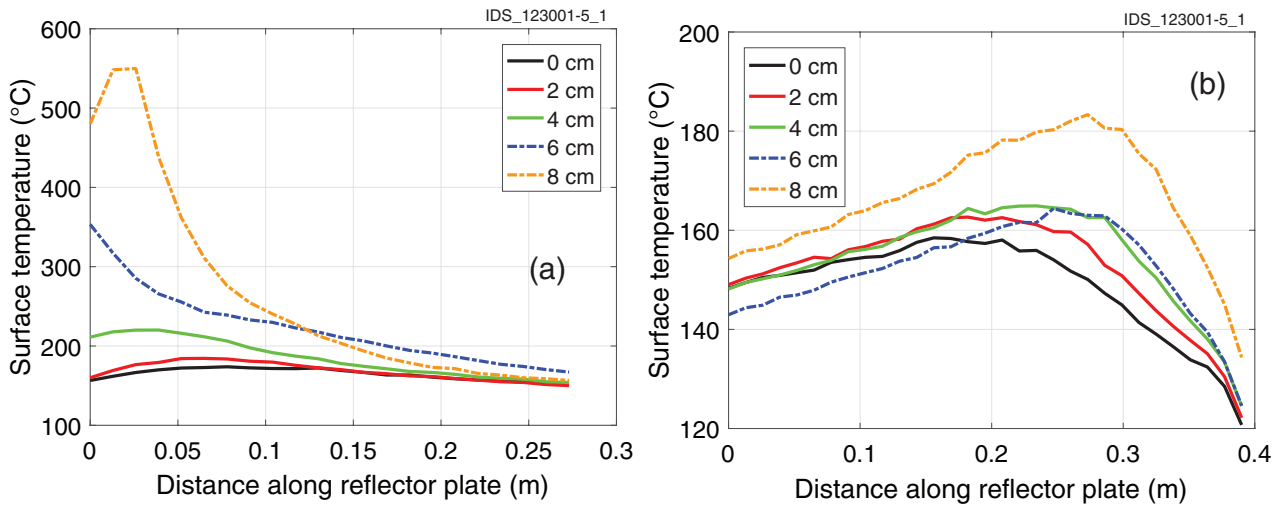 IDS_123001-5_1
600
500
400
300
200
100
Surface temperature (°C)
0 cm
2 cm
4 cm
6 cm
8 cm
(a)
0
0.05
0.1
0.15
0.2
0.25
0.3
Distance along reflector plate (m)
IDS_123001-5_1
200
180
160
140
120
Surface temperature (°C)
0 cm
2 cm
4 cm
6 cm
8 cm
(b)
0
0.1
0.2
0.3
0.4
Distance along reflector plate (m)